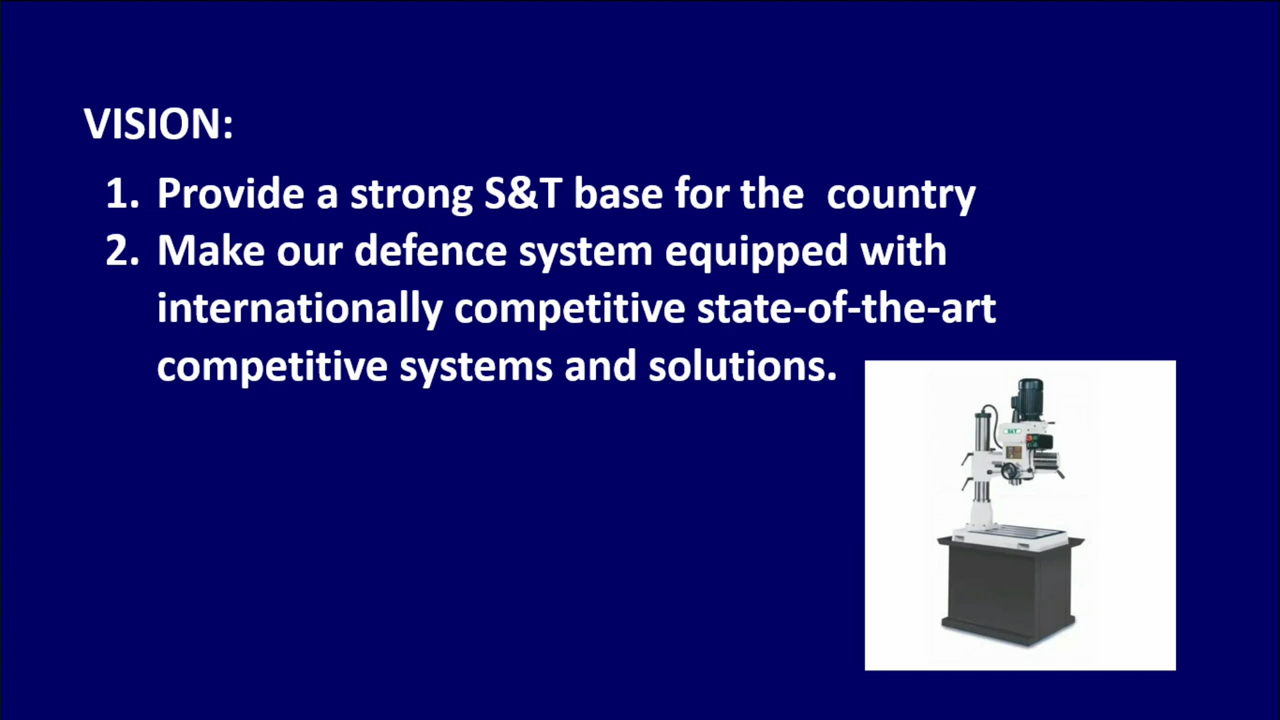 VISION:
1. Provide a strong S&T base for the country
2. Make our defence system equipped with
internationally competitive state-of-the-art
competitive systems and solutions.
S&T